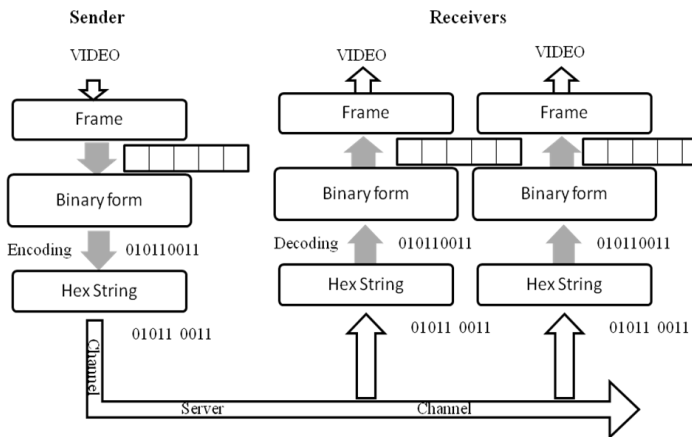 Sender
Receivers
VIDEO
VIDEO
VIDEO
Frame
Frame
Frame
Binary form
Binary form
Binary form
Encoding
010110011
Decoding
010110011
010110011
Hex String
Hex String
Hex String
01011 0011
01011 0011
01011 0011
Channel
Server
Channel